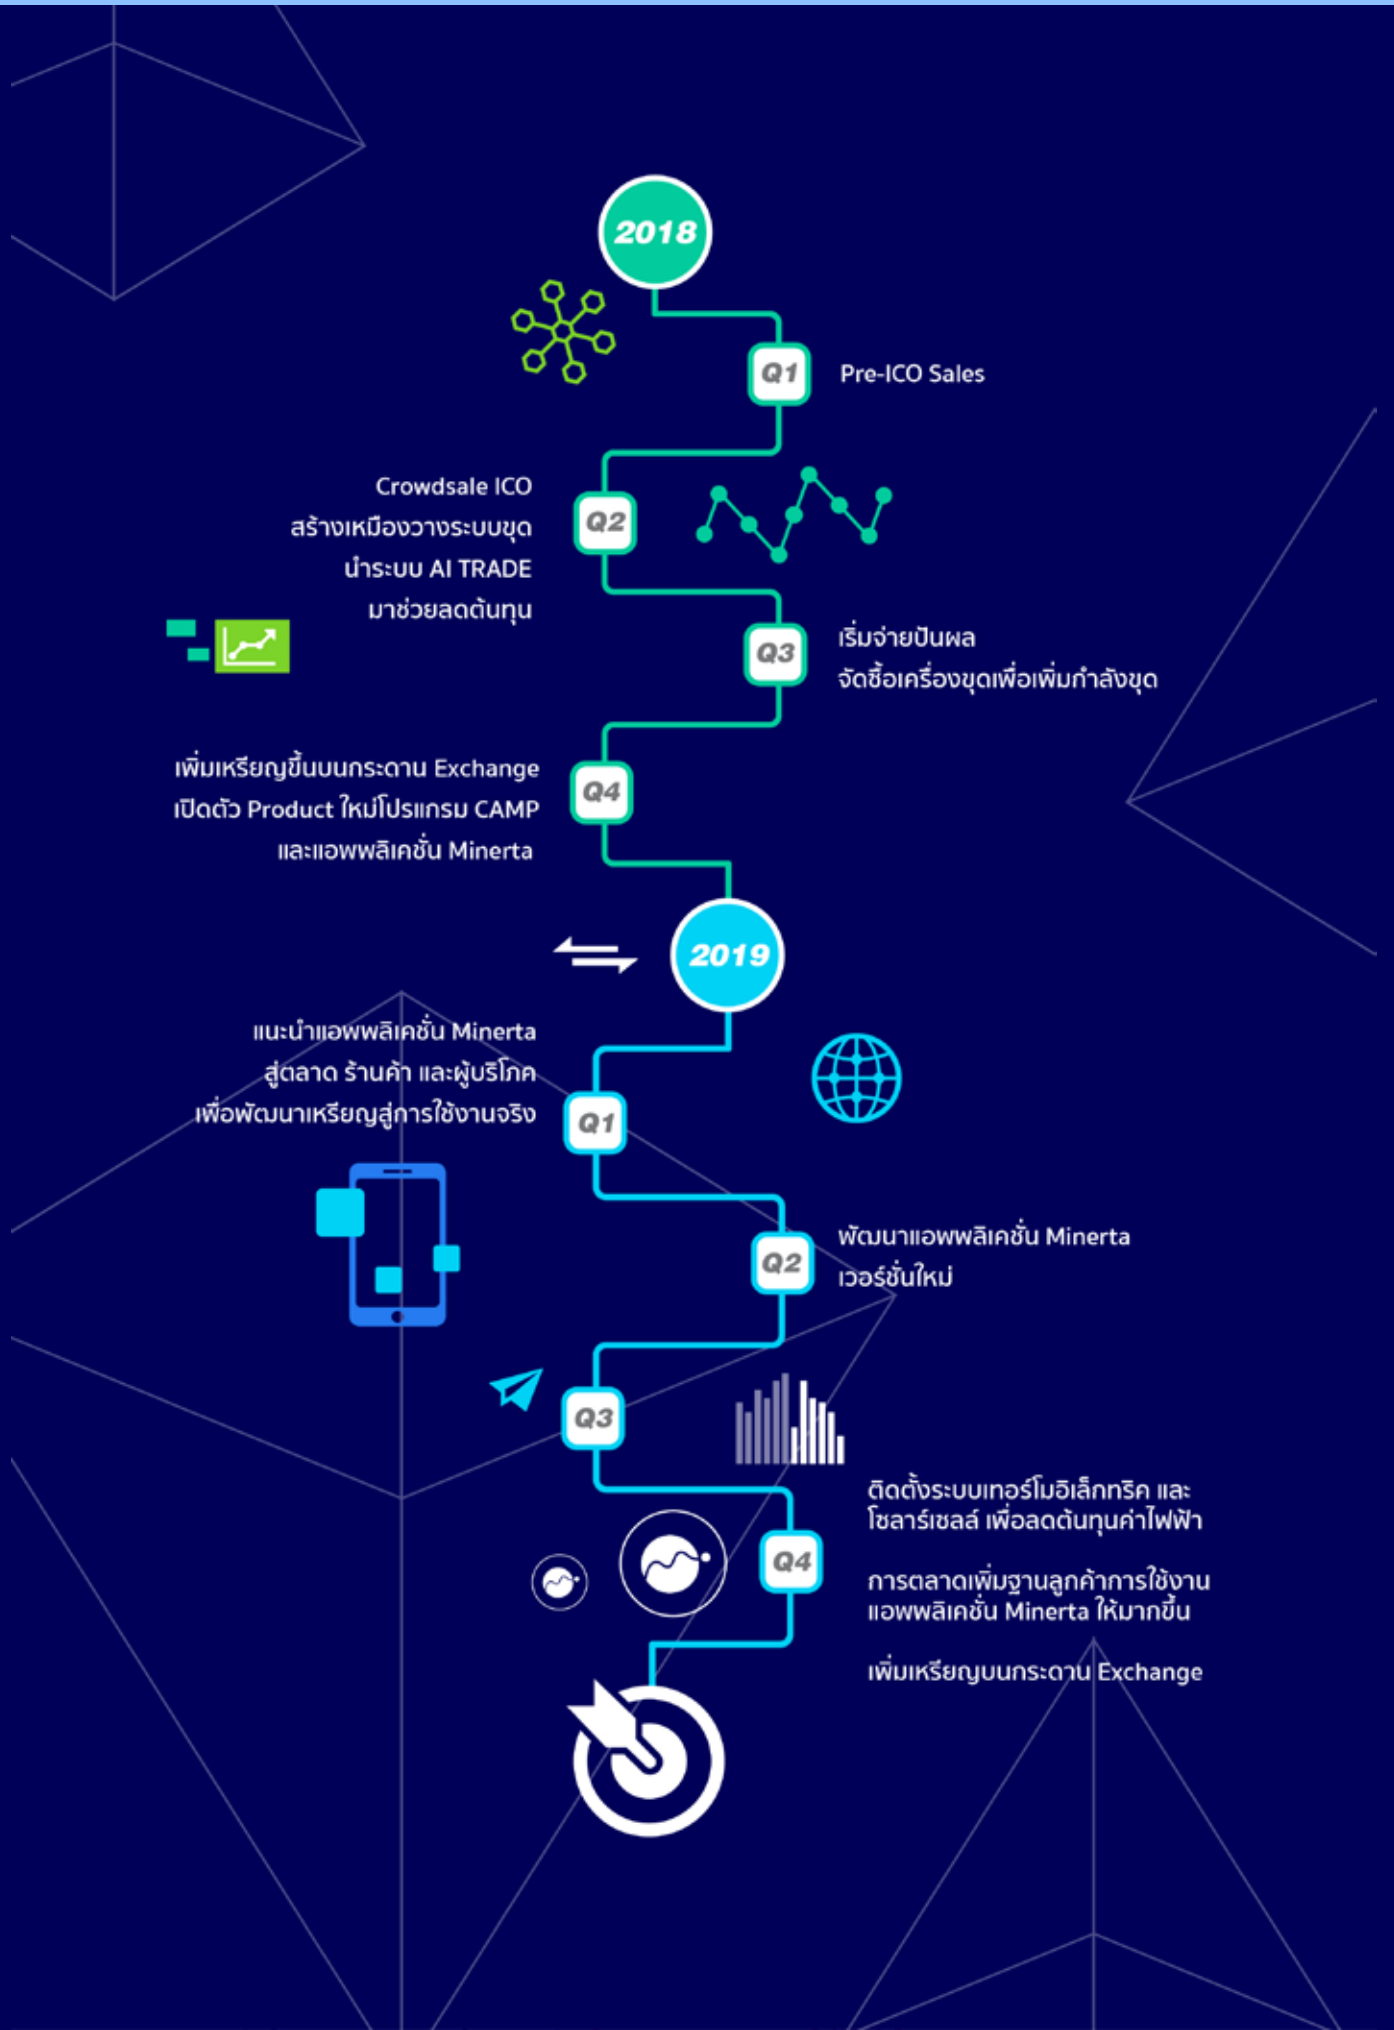 2018
Q1
Pre-ICO Sales
Q2
Crowdsale ICO
สร้างเหมืองวางระบบขุด
นำระบบ AI TRADE
มาช่วยลดต้นทุน
Q3
เริ่มจ่ายปันผล
จัดซื้อเครื่องขุดเพื่อเพิ่มกำลังขุด
Q4
เพิ่มเหรียญขึ้นบนกระดาน Exchange
เปิดตัว Product ใหม่โปรแกรม CAMP
และแอพพลิเคชั่น Minerta
2019
Q1
แนะนำแอพพลิเคชั่น Minerta
สู่ตลาด ร้านค้า และผู้บริโภค
เพื่อพัฒนาเหรียญสู่การใช้งานจริง
Q2
พัฒนาแอพพลิเคชั่น Minerta
เวอร์ชั่นใหม่
Q3
Q4
ติดตั้งระบบเทอร์โมอิเล็กทริค และ
โซลาร์เซลล์ เพื่อลดต้นทุนค่าไฟฟ้า
การตลาดเพิ่มฐานลูกค้าการใช้งาน
แอพพลิเคชั่น Minerta ให้มากขึ้น
เพิ่มเหรียญบนกระดาน Exchange